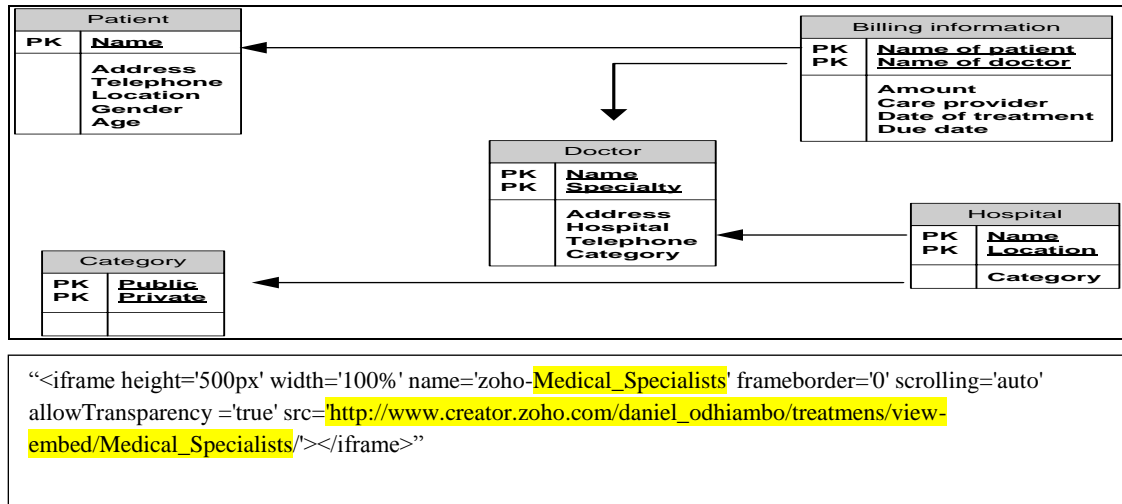 Patient
PK Name
Address
Telephone
Location
Gender
Age
Billing information
PK Name of patient
PK Name of doctor
Amount
Care provider
Date of treatment
Due date
Doctor
PK Name
PK Specialty
Address
Hospital
Telephone
Category
Hospital
PK Name
PK Location
Category
Category
PK Public
PK Private
“<iframe height='500px' width='100%' name='zoho-Medical_Specialists' frameborder='0' scrolling='auto'
allowTransparency ='true' src='http://www.creator.zoho.com/daniel_odhiambo/treatmens/view-
embed/Medical_Specialists/'></iframe>”